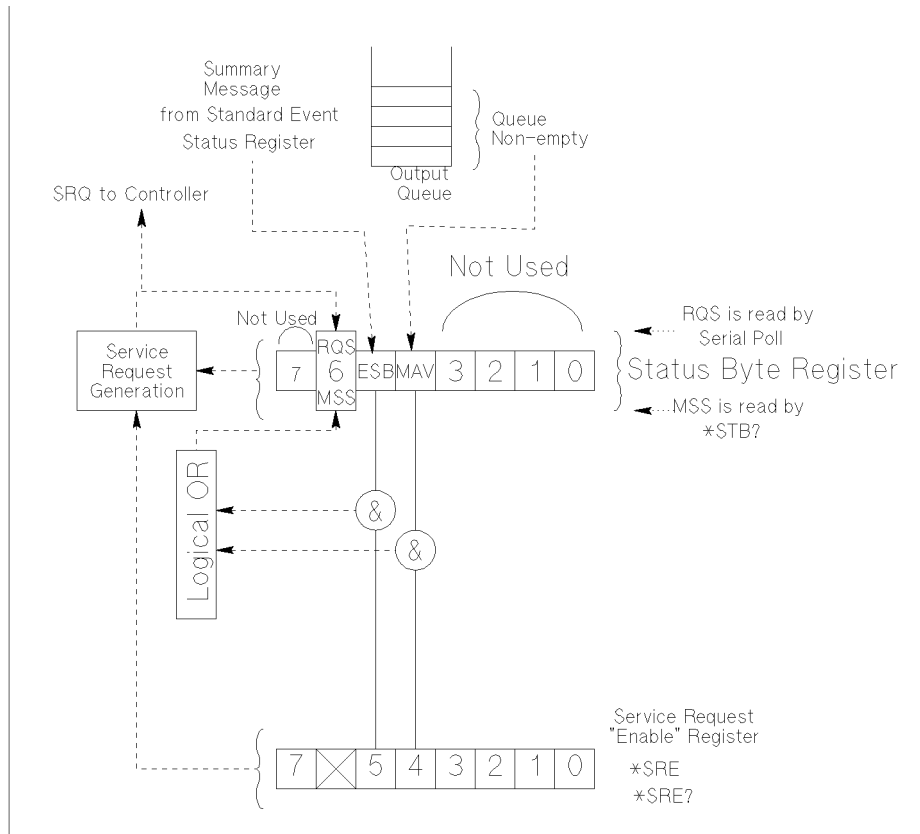 Summary
Message
from Standard Event
Status Register
Queue
Non-empty
Output
Queue
SRQ to Controller
Not Used
Not Used
RQS is read by
Serial Poll
Service
Request
Generation
RQS
7 6 ESB MAV 3 2 1 0
MSS
Status Byte Register
MSS is read by
*STB?
Logical OR
&
&
Service Request
"Enable" Register
7 5 4 3 2 1 0
*SRE
*SRE?